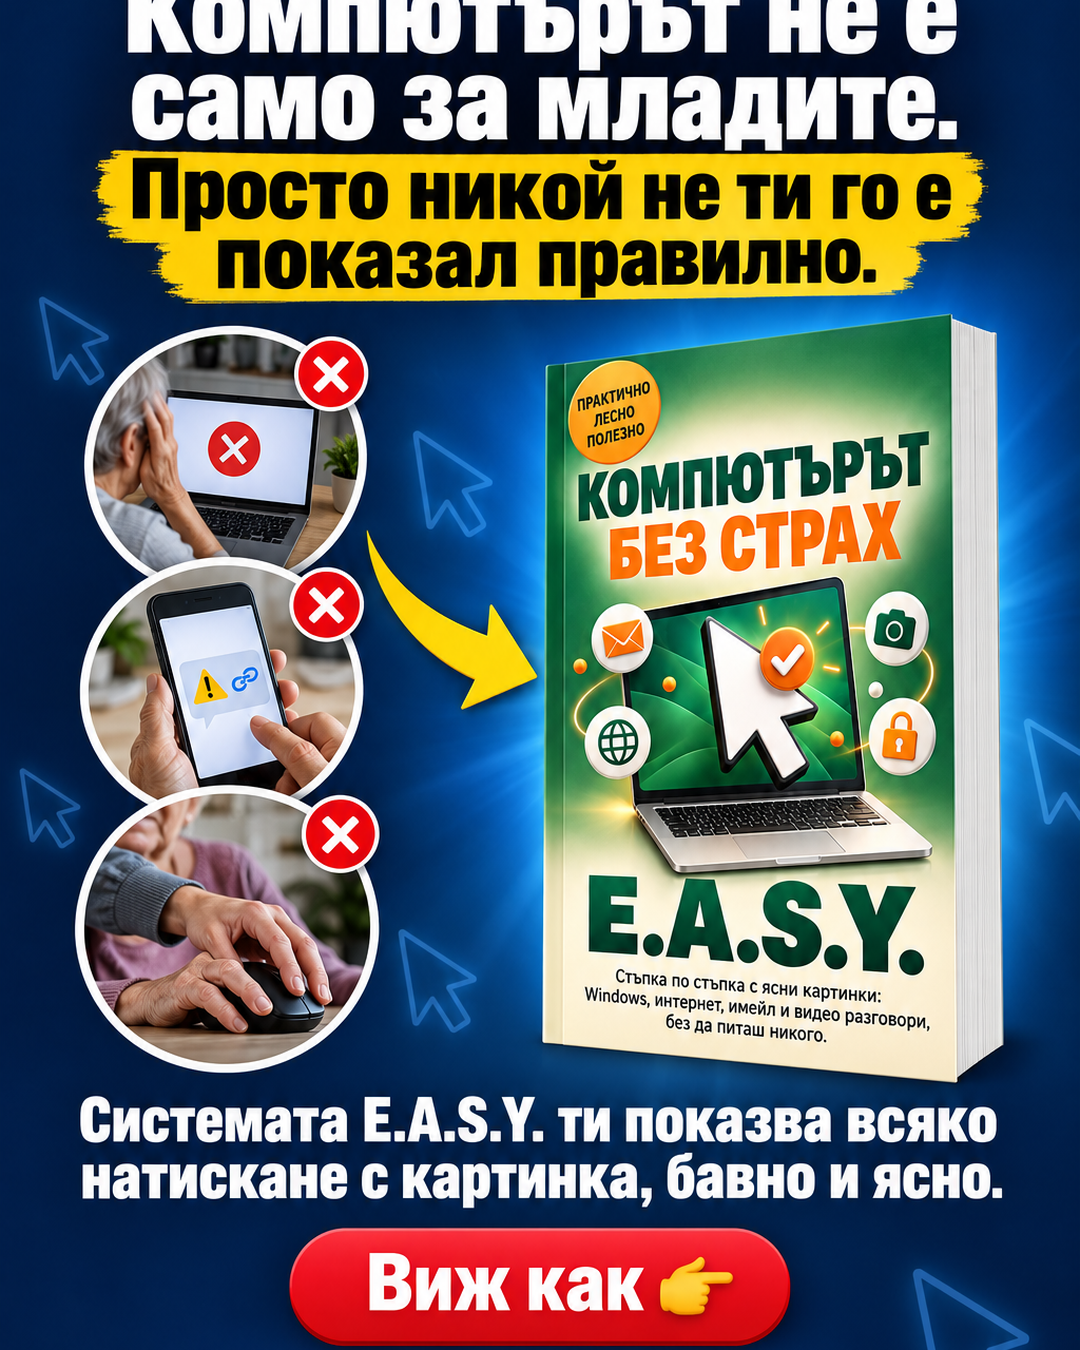 Компютърът не е
само за младите.
Просто никой не ти го е
показал правилно.
ПРАКТИЧНО
ЛЕСНО
ПОЛЕЗНО
КОМПЮТЪРЪТ
БЕЗ СТРАХ
E.A.S.Y.
Стъпка по стъпка с ясни картинки:
Windows, интернет, имейл и видео разговори,
без да питаш никого.
Системата E.A.S.Y. ти показва всяко
натискане с картинка, бавно и ясно.
Виж как